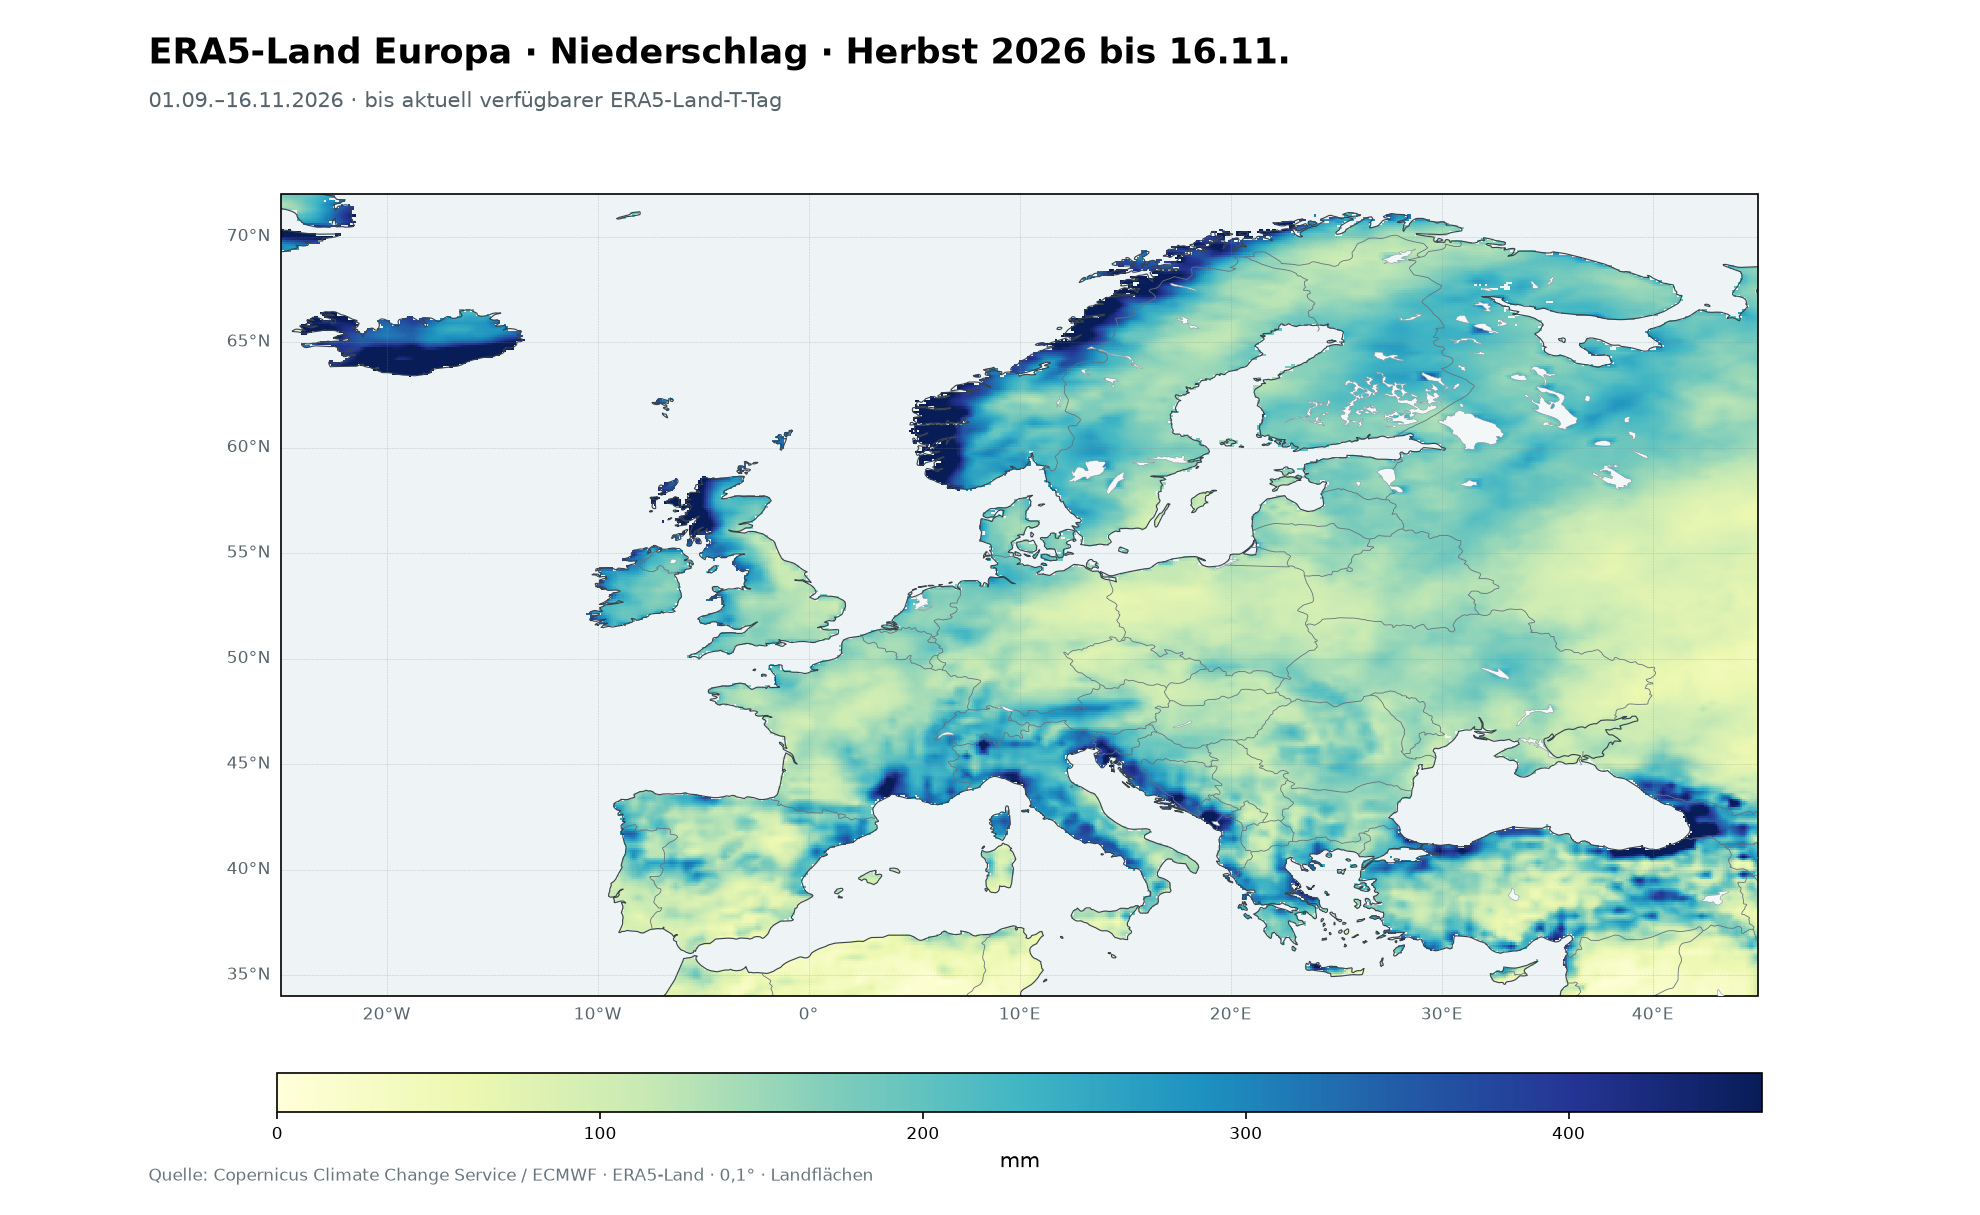 ERA5-Land Europa · Niederschlag · Herbst 2026 bis 16.11.
01.09.–16.11.2026 · bis aktuell verfügbarer ERA5-Land-T-Tag
70°N
65°N
60°N
55°N
50°N
45°N
40°N
35°N
20°W 10°W 0° 10°E 20°E 30°E 40°E
0 100 200 300 400
mm
Quelle: Copernicus Climate Change Service / ECMWF · ERA5-Land · 0,1° · Landflächen